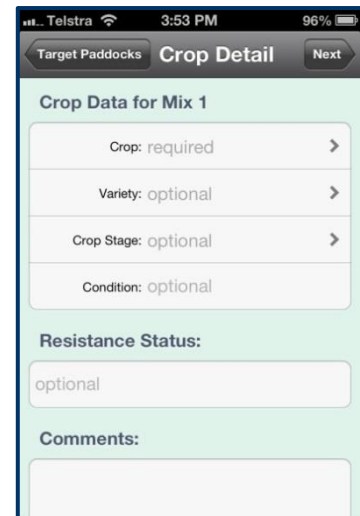 Telstra 3:53 PM 96%
Target Paddocks Crop Detail Next
Crop Data for Mix 1
Crop: required
Variety: optional
Crop Stage: optional
Condition: optional
Resistance Status:
optional
Comments: